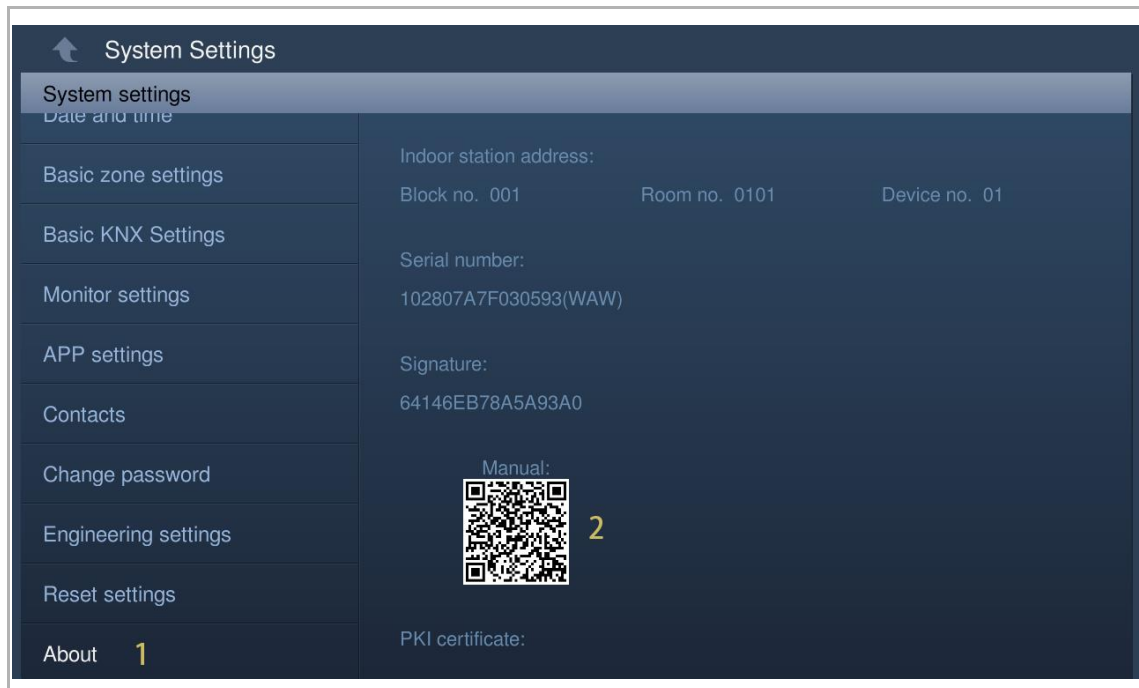 System Settings
System settings
Date and time
Basic zone settings
Basic KNX Settings
Monitor settings
APP settings
Contacts
Change password
Engineering settings
Reset settings
About 1
Indoor station address:
Block no. 001 Room no. 0101 Device no. 01
Serial number:
102807A7F030593(WAW)
Signature:
64146EB78A5A93A0
Manual:
2
PKI certificate: